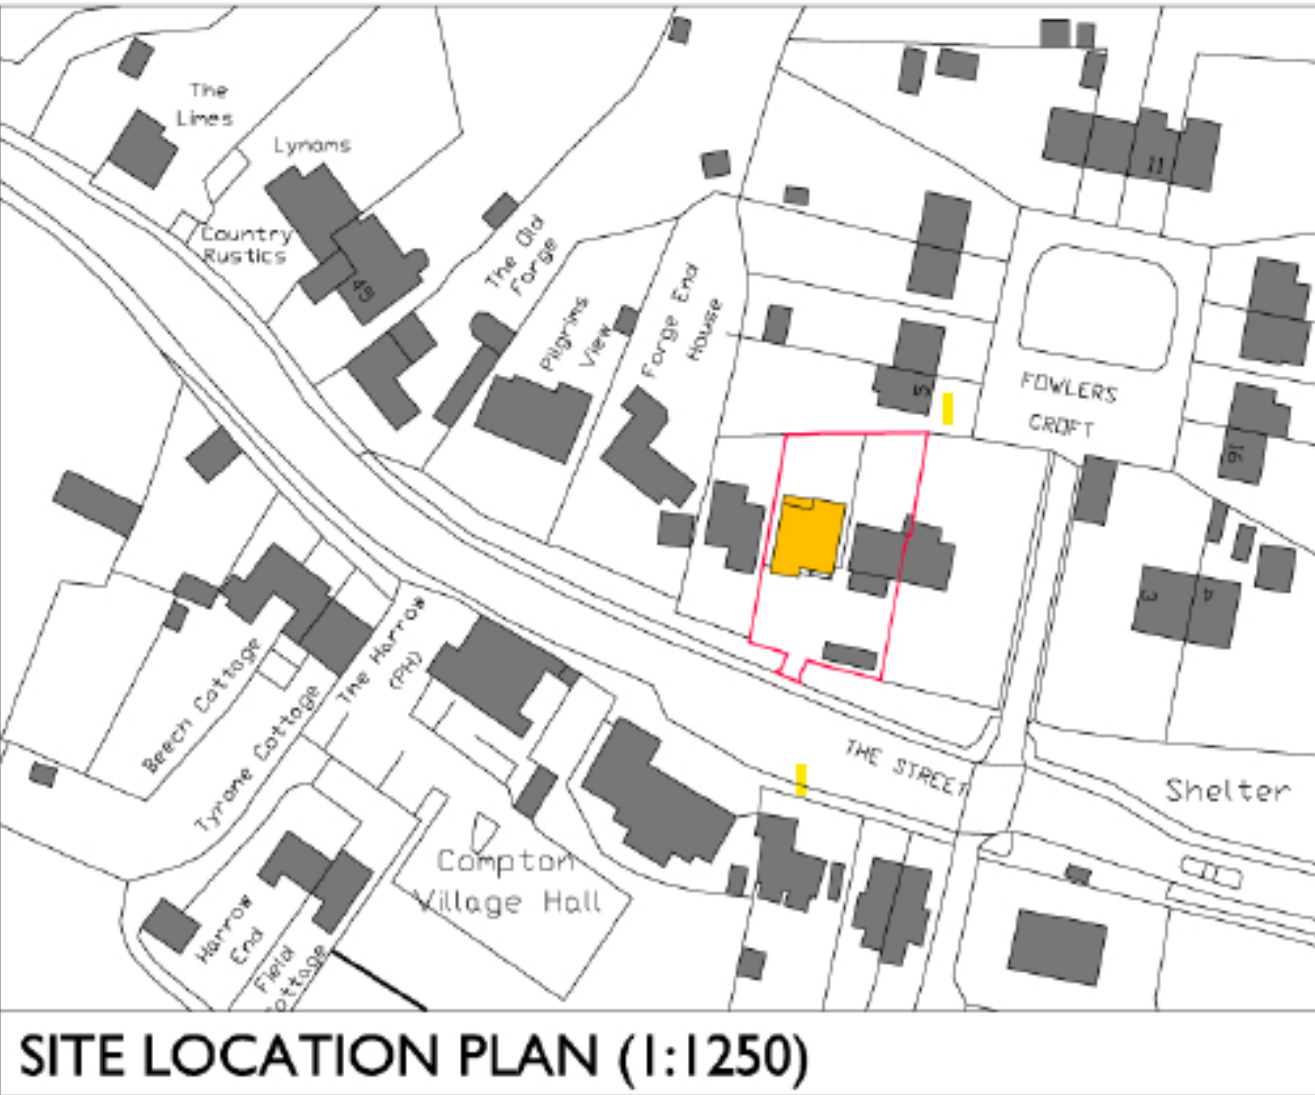 The
Limes
Lynams
Country
Rustics
48
The Old
Forge
Pilgrims
View
Forge End
House
11
5
FOWLERS
CROFT
16
3
4
Beech Cottage
Tyrone Cottage
The Harrow
(PH)
THE STREET
Shelter
Compton
Village Hall
Harrow
End
Field
Cottage
SITE LOCATION PLAN (1:1250)